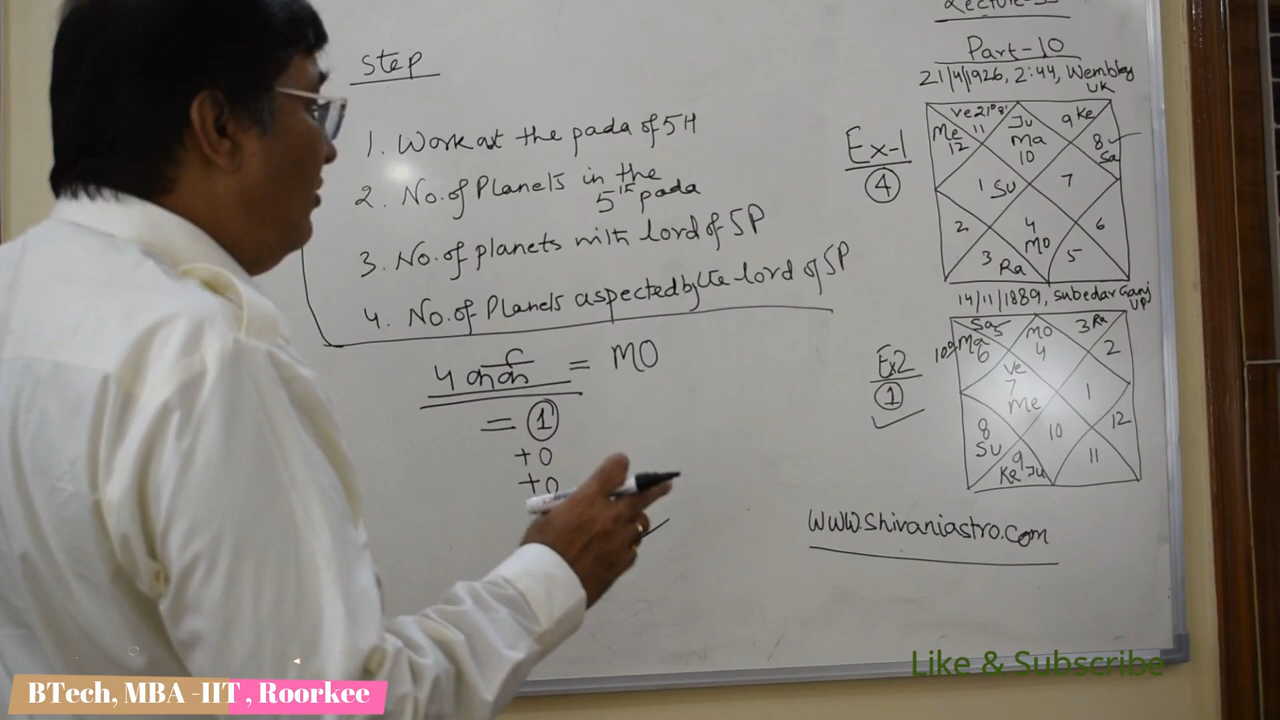 Step
1. Work out the pada of 5H
2. No. of Planets in the
5th pada
3. No. of planets with lord of 5P
4. No. of Planets aspected by the lord of 5P
4 = MO
= 1
+0
+0
Part-10
21/4/1926, 2:44, Wembley
UK
Ex-1
4
Ve 21°8'
11
Me
12
Ju
Ma
10
9 Ke
8
Sa
1 Su
7
2
4
Mo
6
3
Ra
5
14/11/1889, Subedar Ganj
UP
Ex2
1
Sa 5
Ma
6
Mo
4
3 Ra
2
Ve
7
Me
1
8
Su
10
12
9
Ke Ju
11
www.shivaniastro.com
Like & Subscribe
BTech, MBA -IIT , Roorkee